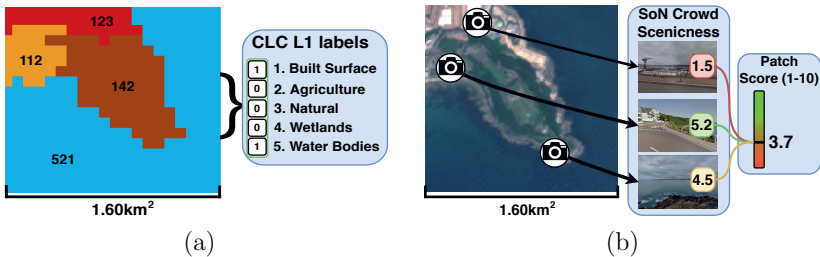 123
112
142
521
1.60km²
CLC L1 labels
1 1. Built Surface
0 2. Agriculture
0 3. Natural
0 4. Wetlands
1 5. Water Bodies
(a)
b)
1.60km²
SoN Crowd
Scenicness
1.5
5.2
4.5
Patch
Score (1-10)
3.7
(b)